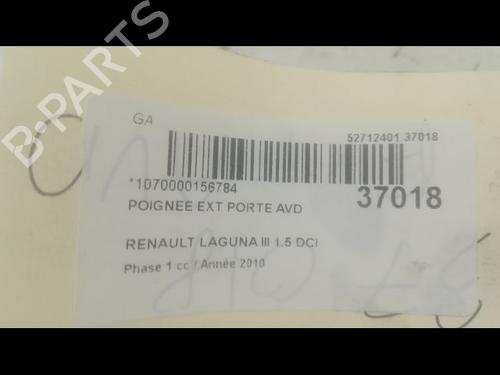 GA
52712401 37018
*1070000156784
37018
POIGNEE EXT PORTE AVD
RENAULT LAGUNA III 1.5 DCI
Phase 1 cc / Année 2010
B-PARTS